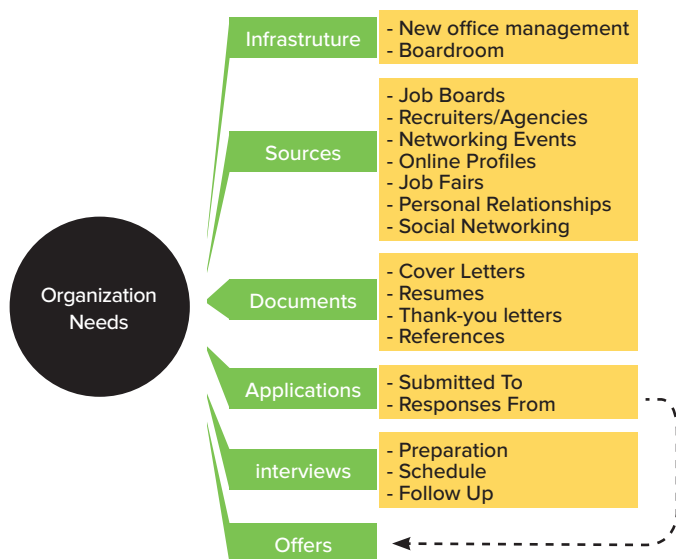 Organization
Needs
Infrastruture
- New office management
- Boardroom
Sources
- Job Boards
- Recruiters/Agencies
- Networking Events
- Online Profiles
- Job Fairs
- Personal Relationships
- Social Networking
Documents
- Cover Letters
- Resumes
- Thank-you letters
- References
Applications
- Submitted To
- Responses From
interviews
- Preparation
- Schedule
- Follow Up
Offers